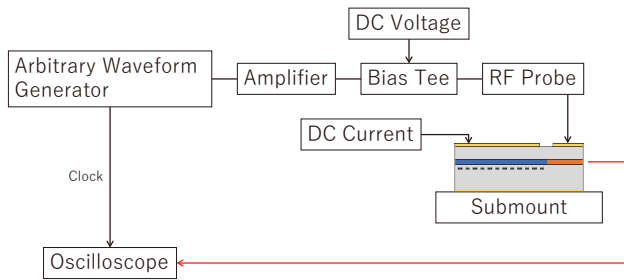 DC Voltage
Arbitrary Waveform
Generator
Amplifier
Bias Tee
RF Probe
DC Current
Clock
Submount
Oscilloscope